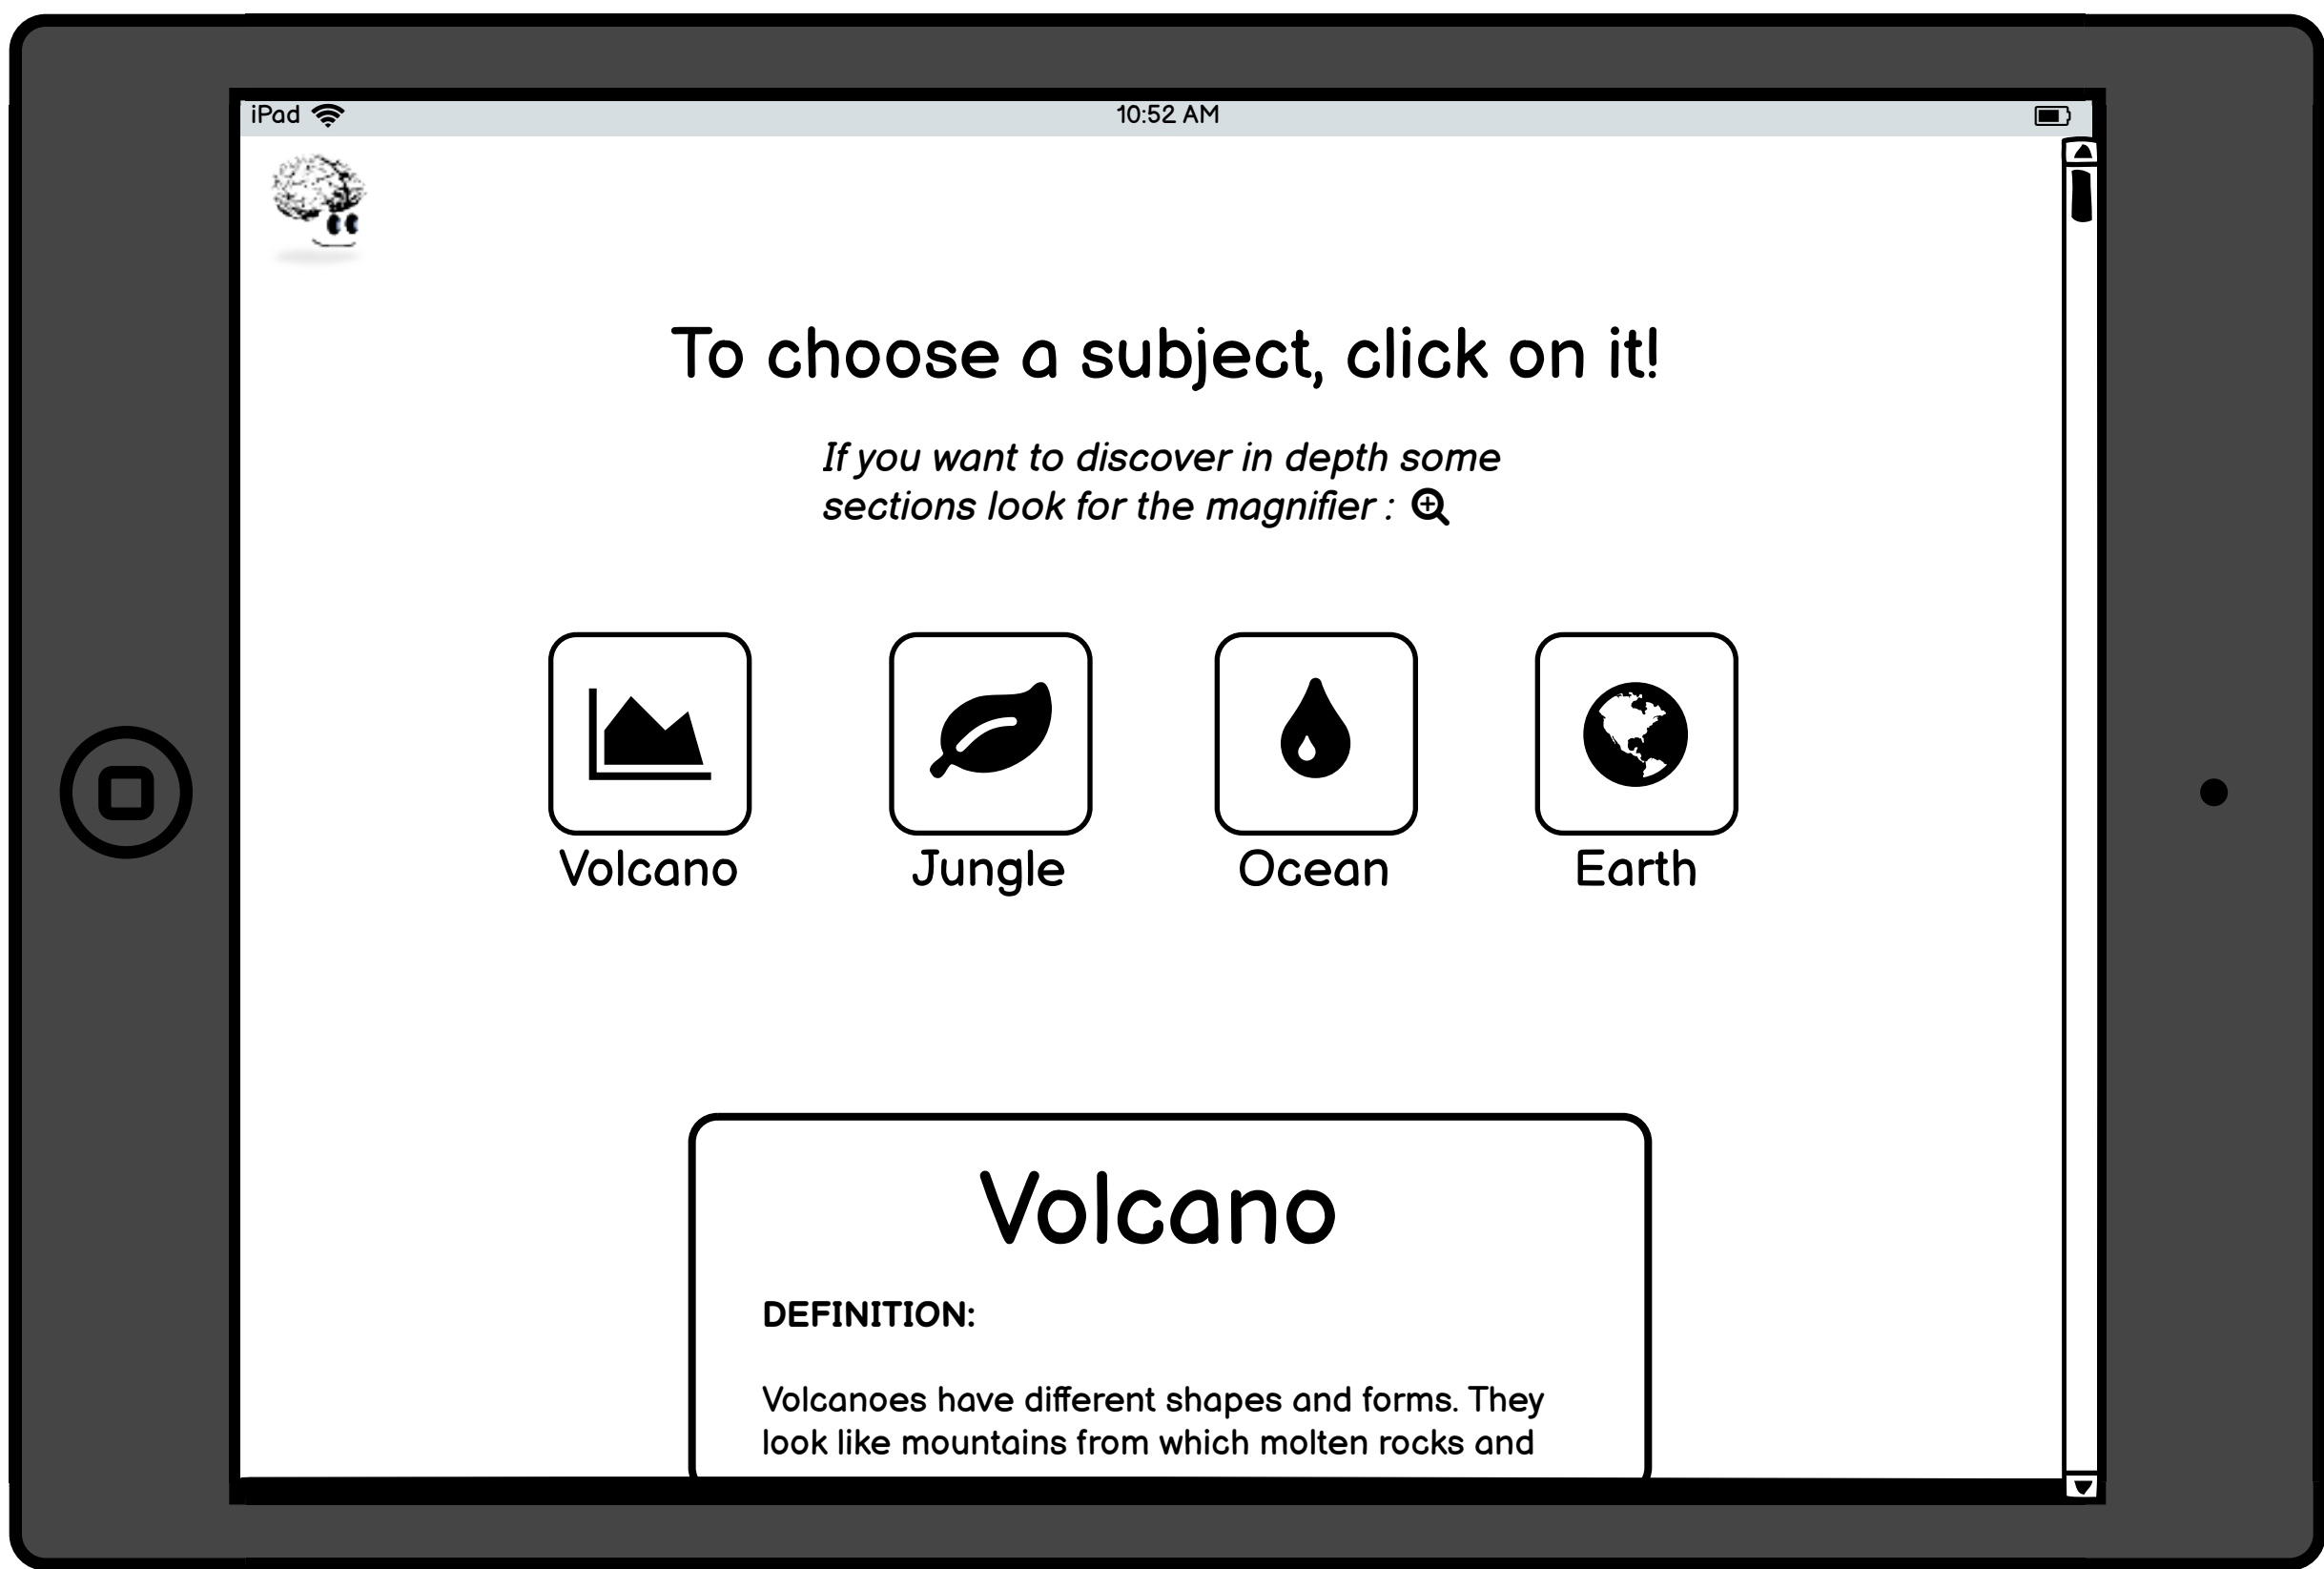 iPad
10:52 AM
To choose a subject, click on it!
If you want to discover in depth some
sections look for the magnifier :
Volcano
Jungle
Ocean
Earth
Volcano
DEFINITION:
Volcanoes have different shapes and forms. They
look like mountains from which molten rocks and